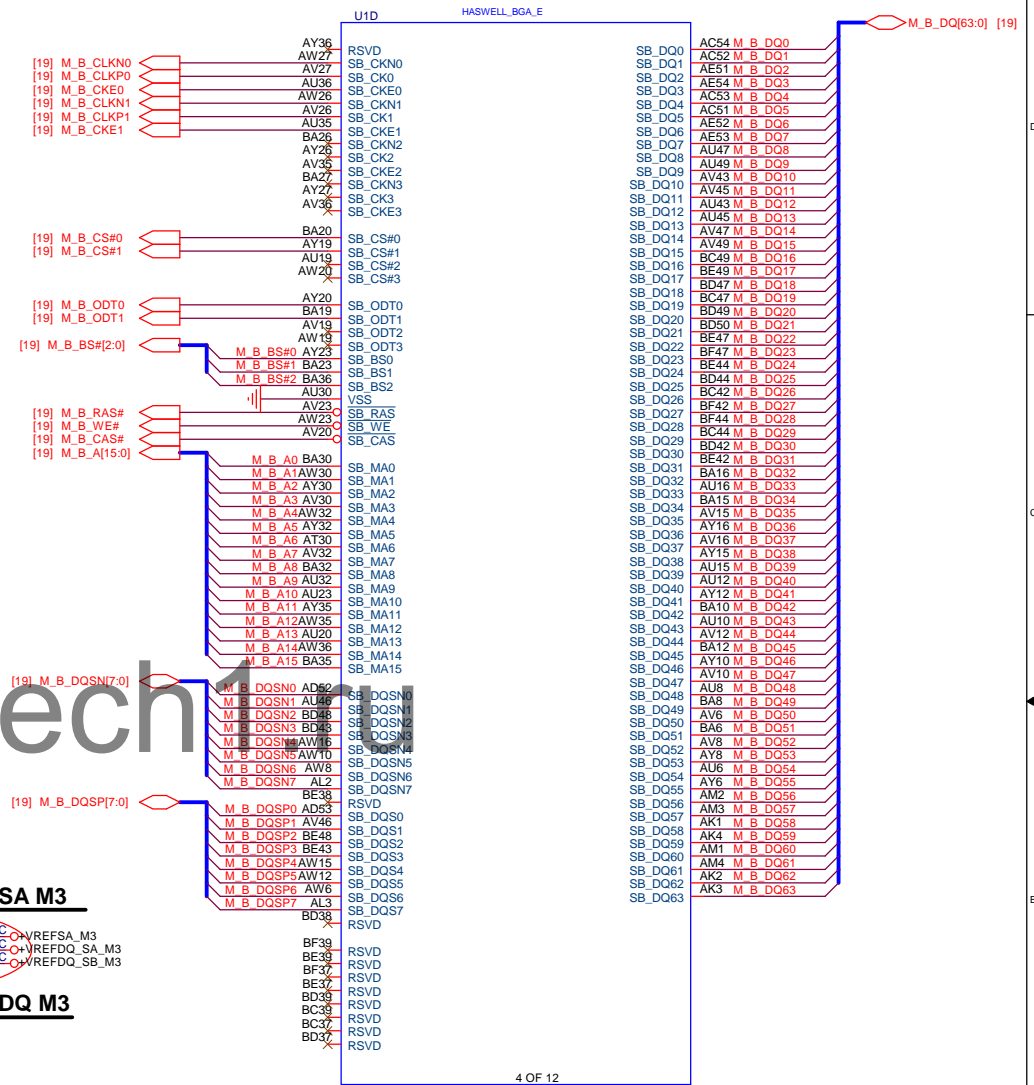 U1D HASWELL_BGA_E
M_B_DQ[63:0] [19]
AY36 RSVD
[19] M_B_CLKN0 AW27 SB_CKN0
[19] M_B_CLKP0 AV27 SB_CK0
[19] M_B_CKE0 AU36 SB_CKE0
[19] M_B_CLKN1 AW26 SB_CKN1
[19] M_B_CLKP1 AV26 SB_CK1
[19] M_B_CKE1 AU35 SB_CKE1
BA26 SB_CKN2
AY26 SB_CK2
AV35 SB_CKE2
BA27 SB_CKN3
AY27 SB_CK3
AV36 SB_CKE3
[19] M_B_CS#0 BA20 SB_CS#0
[19] M_B_CS#1 AY19 SB_CS#1
AU19 SB_CS#2
AW20 SB_CS#3
[19] M_B_ODT0 AY20 SB_ODT0
[19] M_B_ODT1 BA19 SB_ODT1
AV19 SB_ODT2
AW19 SB_ODT3
[19] M_B_BS#[2:0]
M_B_BS#0 AY23 SB_BS0
M_B_BS#1 BA23 SB_BS1
M_B_BS#2 BA36 SB_BS2
AU30 VSS
[19] M_B_RAS# AV23 SB_RAS
[19] M_B_WE# AW23 SB_WE
[19] M_B_CAS# AV20 SB_CAS
[19] M_B_A[15:0]
M_B_A0 BA30 SB_MA0
M_B_A1 AW30 SB_MA1
M_B_A2 AY30 SB_MA2
M_B_A3 AV30 SB_MA3
M_B_A4 AW32 SB_MA4
M_B_A5 AY32 SB_MA5
M_B_A6 AT30 SB_MA6
M_B_A7 AV32 SB_MA7
M_B_A8 BA32 SB_MA8
M_B_A9 AU32 SB_MA9
M_B_A10 AU23 SB_MA10
M_B_A11 AY35 SB_MA11
M_B_A12 AW35 SB_MA12
M_B_A13 AU20 SB_MA13
M_B_A14 AW36 SB_MA14
M_B_A15 BA35 SB_MA15
ech1.ru
[19] M_B_DQSN[7:0]
M_B_DQSN0 AD52 SB_DQSN0
M_B_DQSN1 AU46 SB_DQSN1
M_B_DQSN2 BD48 SB_DQSN2
M_B_DQSN3 BD43 SB_DQSN3
M_B_DQSN4 AW16 SB_DQSN4
M_B_DQSN5 AW10 SB_DQSN5
M_B_DQSN6 AW8 SB_DQSN6
M_B_DQSN7 AL2 SB_DQSN7
BE38 RSVD
[19] M_B_DQSP[7:0]
M_B_DQSP0 AD53 SB_DQS0
M_B_DQSP1 AV46 SB_DQS1
M_B_DQSP2 BE48 SB_DQS2
M_B_DQSP3 BE43 SB_DQS3
M_B_DQSP4 AW15 SB_DQS4
M_B_DQSP5 AW12 SB_DQS5
M_B_DQSP6 AW6 SB_DQS6
M_B_DQSP7 AL3 SB_DQS7
BD38 RSVD
BF39 RSVD
BE39 RSVD
BF37 RSVD
BE37 RSVD
BD39 RSVD
BC39 RSVD
BC37 RSVD
BD37 RSVD
SB_DQ0 AC54 M_B_DQ0
SB_DQ1 AC52 M_B_DQ1
SB_DQ2 AE51 M_B_DQ2
SB_DQ3 AE54 M_B_DQ3
SB_DQ4 AC53 M_B_DQ4
SB_DQ5 AC51 M_B_DQ5
SB_DQ6 AE52 M_B_DQ6
SB_DQ7 AE53 M_B_DQ7
SB_DQ8 AU47 M_B_DQ8
SB_DQ9 AU49 M_B_DQ9
SB_DQ10 AV43 M_B_DQ10
SB_DQ11 AV45 M_B_DQ11
SB_DQ12 AU43 M_B_DQ12
SB_DQ13 AU45 M_B_DQ13
SB_DQ14 AV47 M_B_DQ14
SB_DQ15 AV49 M_B_DQ15
SB_DQ16 BC49 M_B_DQ16
SB_DQ17 BE49 M_B_DQ17
SB_DQ18 BD47 M_B_DQ18
SB_DQ19 BC47 M_B_DQ19
SB_DQ20 BD49 M_B_DQ20
SB_DQ21 BD50 M_B_DQ21
SB_DQ22 BE47 M_B_DQ22
SB_DQ23 BF47 M_B_DQ23
SB_DQ24 BE44 M_B_DQ24
SB_DQ25 BD44 M_B_DQ25
SB_DQ26 BC42 M_B_DQ26
SB_DQ27 BF42 M_B_DQ27
SB_DQ28 BF44 M_B_DQ28
SB_DQ29 BC44 M_B_DQ29
SB_DQ30 BD42 M_B_DQ30
SB_DQ31 BE42 M_B_DQ31
SB_DQ32 BA16 M_B_DQ32
SB_DQ33 AU16 M_B_DQ33
SB_DQ34 BA15 M_B_DQ34
SB_DQ35 AV15 M_B_DQ35
SB_DQ36 AY16 M_B_DQ36
SB_DQ37 AV16 M_B_DQ37
SB_DQ38 AY15 M_B_DQ38
SB_DQ39 AU15 M_B_DQ39
SB_DQ40 AU12 M_B_DQ40
SB_DQ41 AY12 M_B_DQ41
SB_DQ42 BA10 M_B_DQ42
SB_DQ43 AU10 M_B_DQ43
SB_DQ44 AV12 M_B_DQ44
SB_DQ45 BA12 M_B_DQ45
SB_DQ46 AY10 M_B_DQ46
SB_DQ47 AV10 M_B_DQ47
SB_DQ48 AU8 M_B_DQ48
SB_DQ49 BA8 M_B_DQ49
SB_DQ50 AV6 M_B_DQ50
SB_DQ51 BA6 M_B_DQ51
SB_DQ52 AV8 M_B_DQ52
SB_DQ53 AY8 M_B_DQ53
SB_DQ54 AU6 M_B_DQ54
SB_DQ55 AY6 M_B_DQ55
SB_DQ56 AM2 M_B_DQ56
SB_DQ57 AM3 M_B_DQ57
SB_DQ58 AK1 M_B_DQ58
SB_DQ59 AK4 M_B_DQ59
SB_DQ60 AM1 M_B_DQ60
SB_DQ61 AM4 M_B_DQ61
SB_DQ62 AK2 M_B_DQ62
SB_DQ63 AK3 M_B_DQ63
SA M3
C +VREFSA_M3
C +VREFDQ_SA_M3
C +VREFDQ_SB_M3
DQ M3
4 OF 12